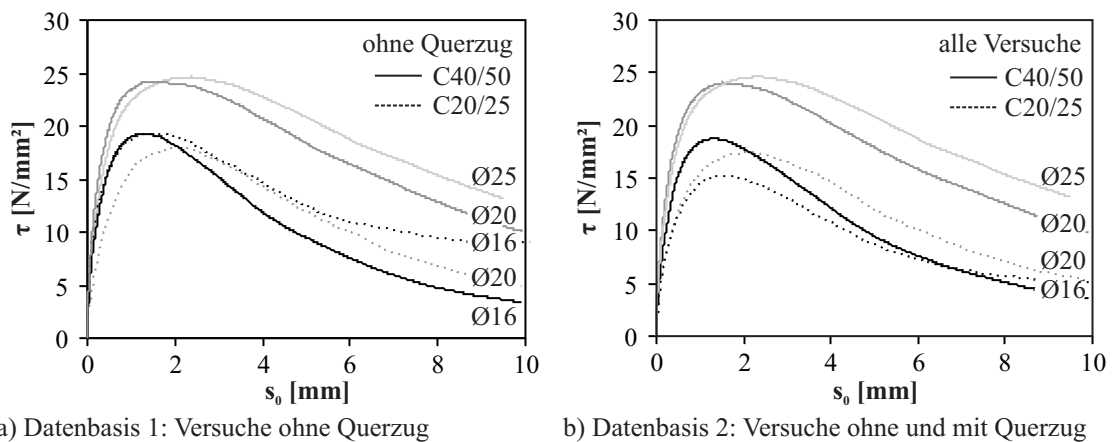 30
25
20
15
10
5
0
τ [N/mm²]
ohne Querzug
C40/50
C20/25
Ø25
Ø20
Ø16
Ø20
Ø16
0 2 4 6 8 10
s₀ [mm]
a) Datenbasis 1: Versuche ohne Querzug
30
25
20
15
10
5
0
τ [N/mm²]
alle Versuche
C40/50
C20/25
Ø25
Ø20
Ø20
Ø16
0 2 4 6 8 10
s₀ [mm]
b) Datenbasis 2: Versuche ohne und mit Querzug